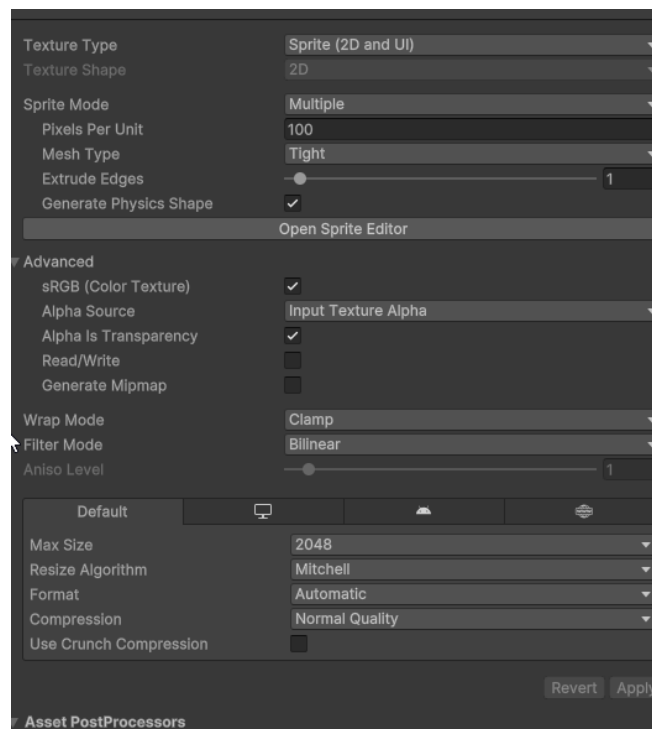 Texture Type Sprite (2D and UI)
Texture Shape 2D
Sprite Mode Multiple
Pixels Per Unit 100
Mesh Type Tight
Extrude Edges 1
Generate Physics Shape
Open Sprite Editor
Advanced
sRGB (Color Texture)
Alpha Source Input Texture Alpha
Alpha Is Transparency
Read/Write
Generate Mipmap
Wrap Mode Clamp
Filter Mode Bilinear
Aniso Level 1
Default
Max Size 2048
Resize Algorithm Mitchell
Format Automatic
Compression Normal Quality
Use Crunch Compression
Revert Apply
Asset PostProcessors